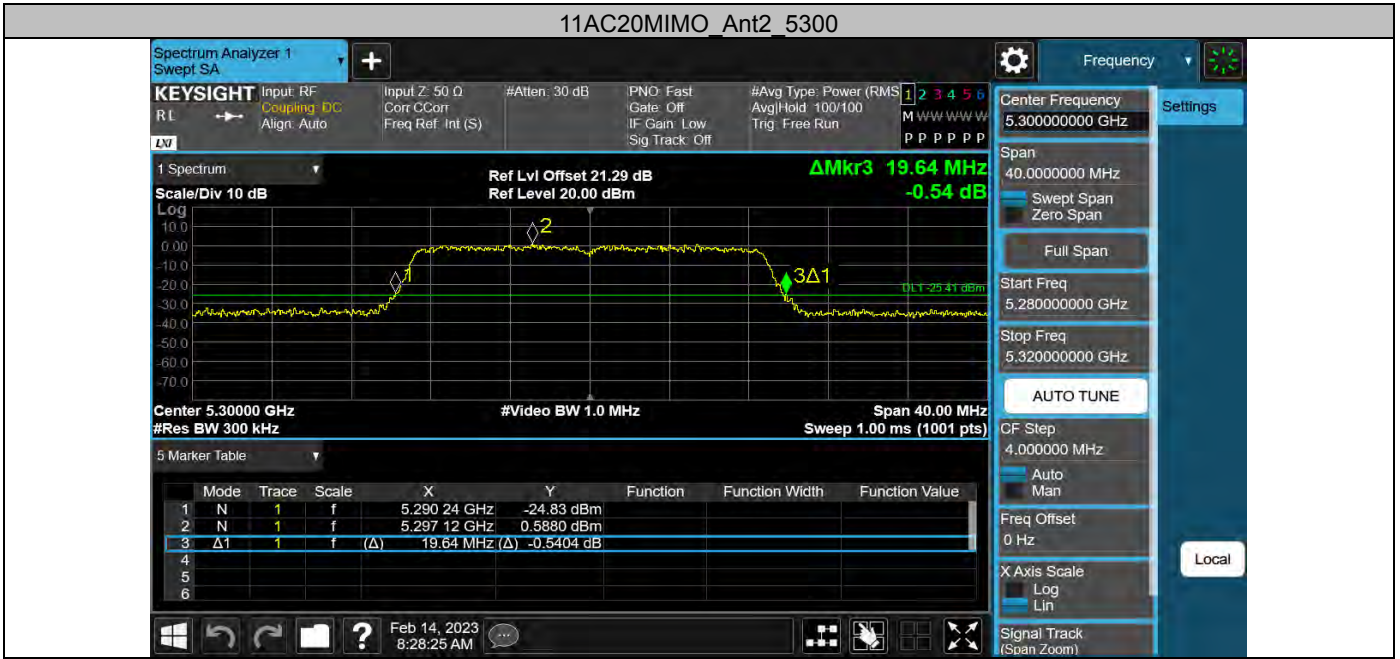 11AC20MIMO_Ant2_5300
Spectrum Analyzer 1
Swept SA
Frequency
KEYSIGHT
RL
LXI
Input: RF
Coupling: DC
Align: Auto
Input Z: 50 Ω
Corr CCorr
Freq Ref: Int (S)
#Atten: 30 dB
PNO: Fast
Gate: Off
IF Gain: Low
Sig Track: Off
#Avg Type: Power (RMS
Avg|Hold: 100/100
Trig: Free Run
1 2 3 4 5 6
M W W W W W
P P P P P P
Settings
1 Spectrum
Scale/Div 10 dB
Ref Lvl Offset 21.29 dB
Ref Level 20.00 dBm
ΔMkr3 19.64 MHz
-0.54 dB
Log
10.0
0.00
-10.0
-20.0
-30.0
-40.0
-50.0
-60.0
-70.0
1
2
3Δ1
DL1 -25.41 dBm
Center 5.30000 GHz
#Video BW 1.0 MHz
Span 40.00 MHz
#Res BW 300 kHz
Sweep 1.00 ms (1001 pts)
5 Marker Table
Mode Trace Scale X Y Function Function Width Function Value
1 N 1 f 5.290 24 GHz -24.83 dBm
2 N 1 f 5.297 12 GHz 0.5880 dBm
3 Δ1 1 f (Δ) 19.64 MHz (Δ) -0.5404 dB
4
5
6
Center Frequency
5.300000000 GHz
Span
40.0000000 MHz
Swept Span
Zero Span
Full Span
Start Freq
5.280000000 GHz
Stop Freq
5.320000000 GHz
AUTO TUNE
CF Step
4.000000 MHz
Auto
Man
Freq Offset
0 Hz
X Axis Scale
Log
Lin
Signal Track
(Span Zoom)
Local
Feb 14, 2023
8:28:25 AM